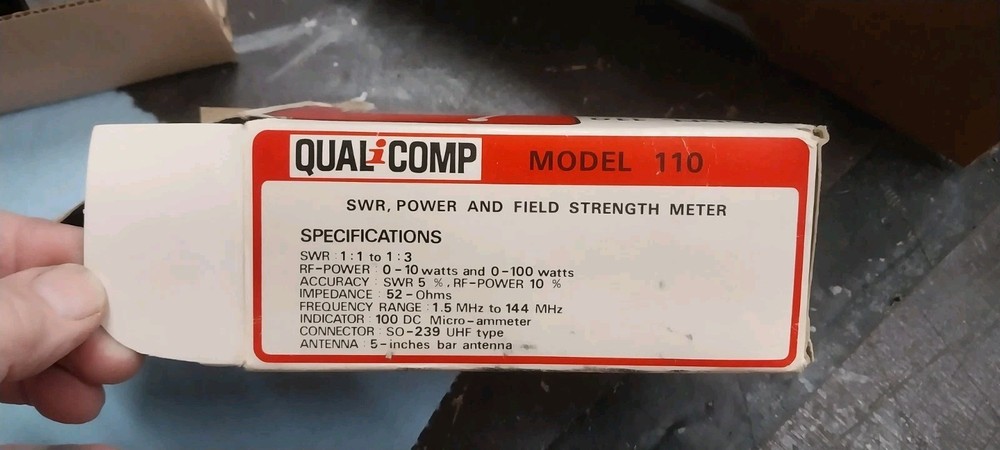 QUALiCOMP MODEL 110
SWR, POWER AND FIELD STRENGTH METER
SPECIFICATIONS
SWR : 1:1 to 1:3
RF-POWER : 0-10 watts and 0-100 watts
ACCURACY : SWR 5 %, RF-POWER 10 %
IMPEDANCE : 52-Ohms
FREQUENCY RANGE : 1.5 MHz to 144 MHz
INDICATOR : 100 DC Micro-ammeter
CONNECTOR : SO-239 UHF type
ANTENNA : 5-inches bar antenna